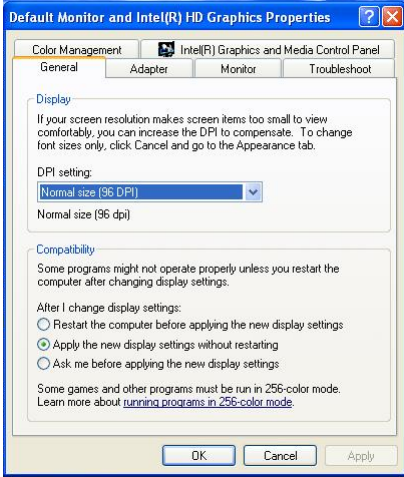 Default Monitor and Intel(R) HD Graphics Properties
Color Management
Intel(R) Graphics and Media Control Panel
General
Adapter
Monitor
Troubleshoot
Display
If your screen resolution makes screen items too small to view
comfortably, you can increase the DPI to compensate. To change
font sizes only, click Cancel and go to the Appearance tab.
DPI setting:
Normal size (96 DPI)
Normal size (96 dpi)
Compatibility
Some programs might not operate properly unless you restart the
computer after changing display settings.
After I change display settings:
Restart the computer before applying the new display settings
Apply the new display settings without restarting
Ask me before applying the new display settings
Some games and other programs must be run in 256-color mode.
Learn more about running programs in 256-color mode.
OK
Cancel
Apply